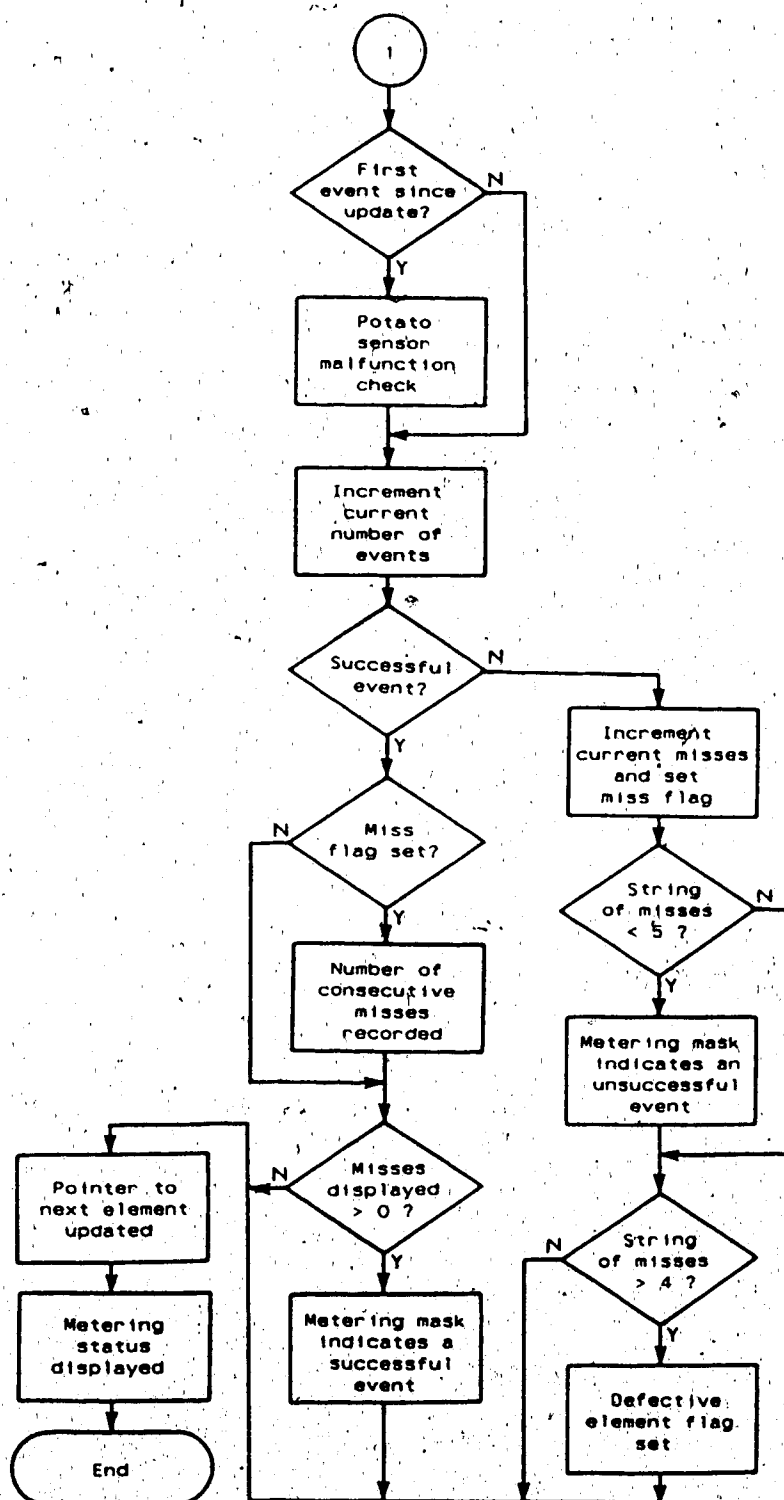 1
First
event since
update?
N
Y
Potato
sensor
malfunction
check
Increment
current
number of
events
Successful
event?
N
Y
Increment
current misses
and set
miss flag
Miss
flag set?
N
Y
String
of misses
< 5 ?
N
Y
Number of
consecutive
misses
recorded
Metering mask
indicates an
unsuccessful
event
Misses
displayed
> 0 ?
N
Y
Pointer to
next element
updated
String
of misses
> 4 ?
N
Y
Metering
status
displayed
Metering mask
indicates a
successful
event
Defective
element flag
set
End